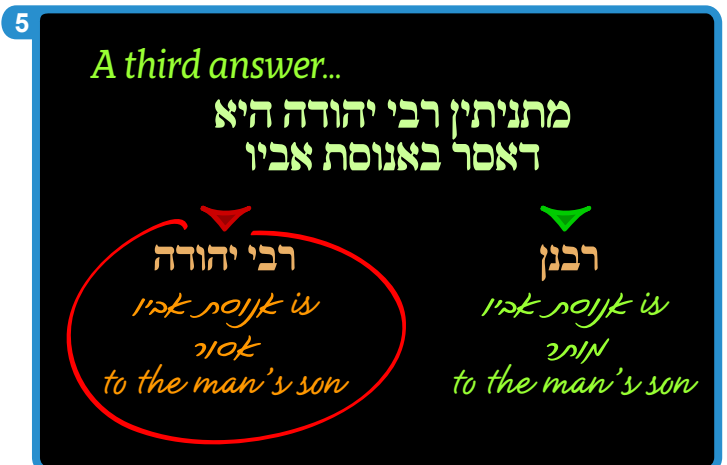 5
A third answer...
מתניתין רבי יהודה היא
דאסר באנוסת אביו
רבנן
אנוסת אביו is
מותר
to the man's son
רבי יהודה
אנוסת אביו is
אסור
to the man's son